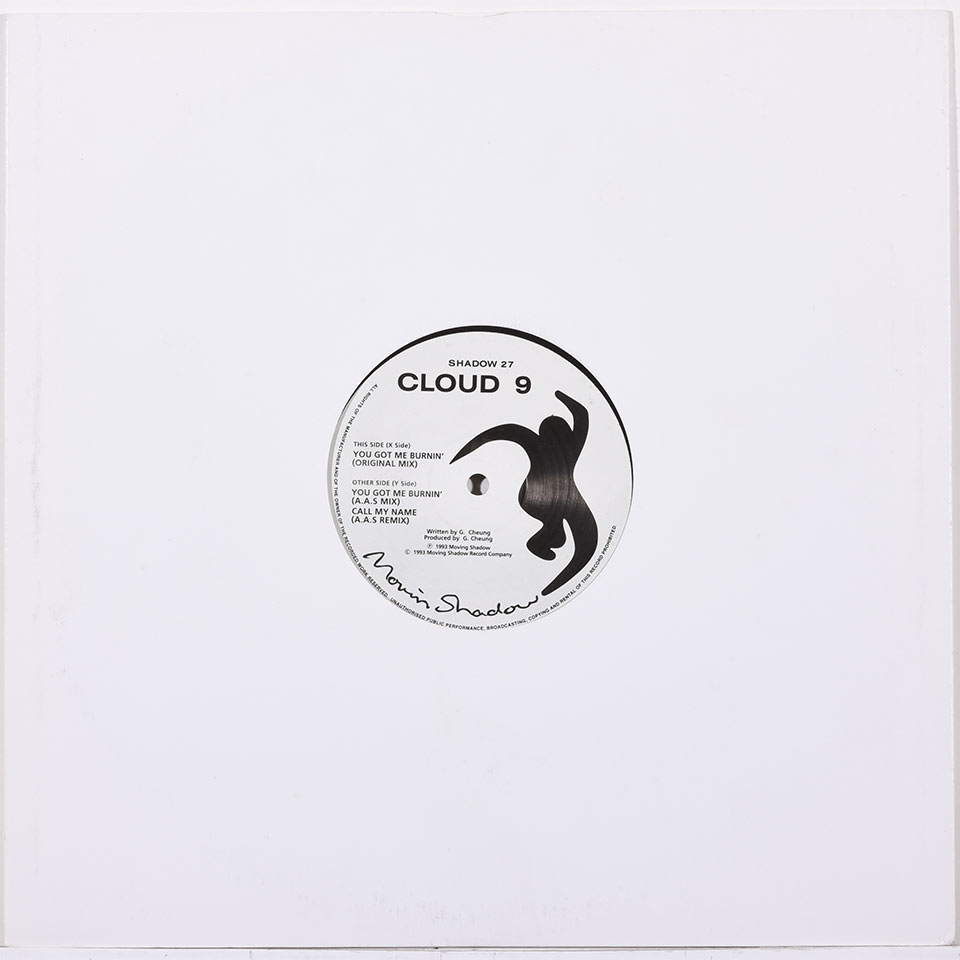 SHADOW 27
CLOUD 9
THIS SIDE (X Side)
YOU GOT ME BURNIN'
(ORIGINAL MIX)
OTHER SIDE (Y Side)
YOU GOT ME BURNIN'
(A.A.S MIX)
CALL MY NAME
(A.A.S REMIX)
Written by G. Cheung
Produced by G. Cheung
℗ 1993 Moving Shadow
© 1993 Moving Shadow Record Company
Moving Shadow
ALL RIGHTS OF THE MANUFACTURER AND OF THE OWNER OF THE RECORDED WORK RESERVED. UNAUTHORISED PUBLIC PERFORMANCE, BROADCASTING, COPYING AND RENTAL OF THIS RECORD PROHIBITED.